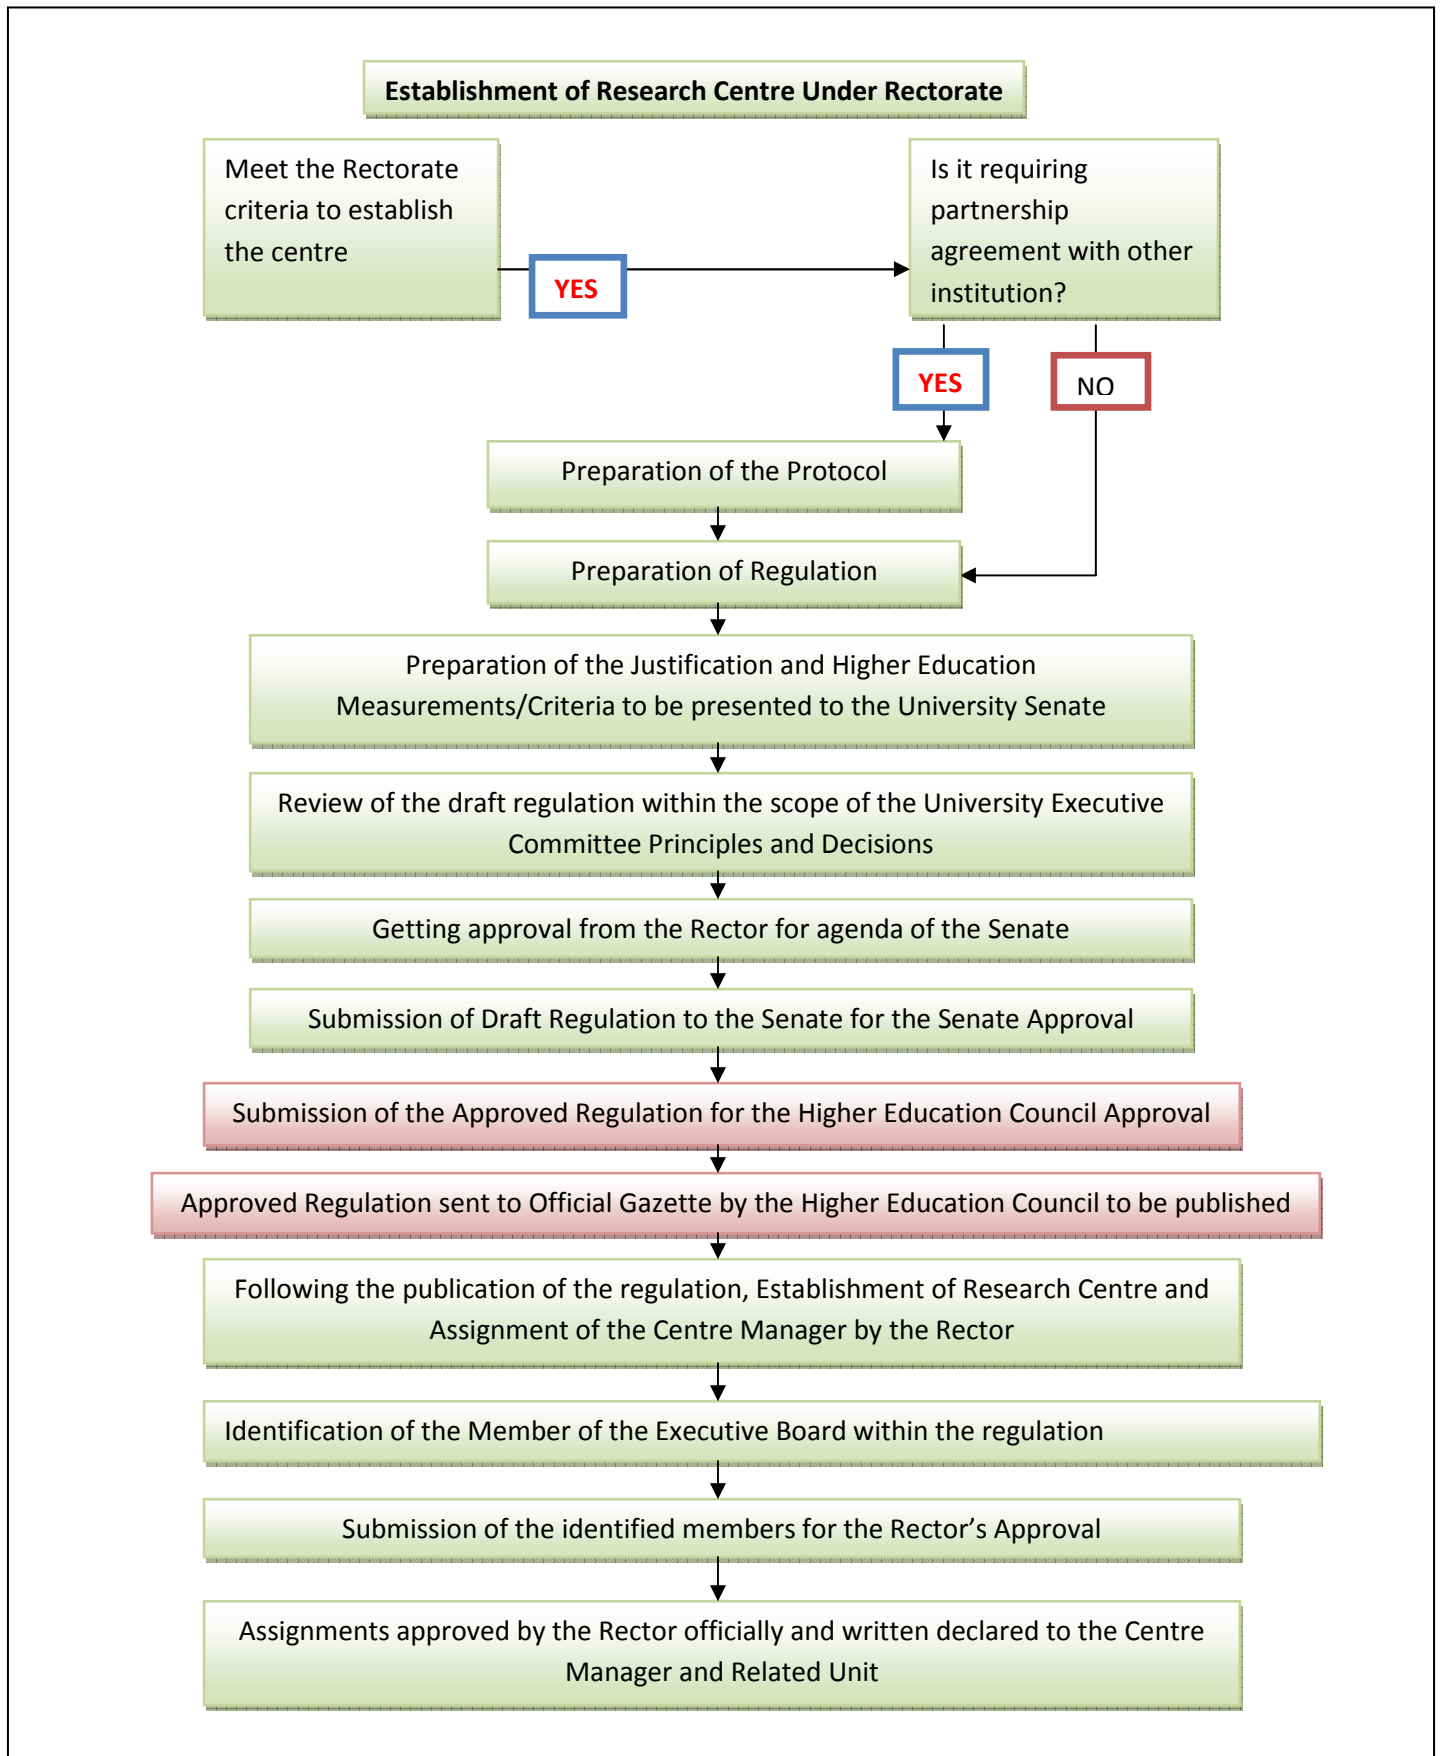 Establishment of Research Centre Under Rectorate
Meet the Rectorate
criteria to establish
the centre
YES
Is it requiring
partnership
agreement with other
institution?
YES
NO
Preparation of the Protocol
Preparation of Regulation
Preparation of the Justification and Higher Education
Measurements/Criteria to be presented to the University Senate
Review of the draft regulation within the scope of the University Executive
Committee Principles and Decisions
Getting approval from the Rector for agenda of the Senate
Submission of Draft Regulation to the Senate for the Senate Approval
Submission of the Approved Regulation for the Higher Education Council Approval
Approved Regulation sent to Official Gazette by the Higher Education Council to be published
Following the publication of the regulation, Establishment of Research Centre and
Assignment of the Centre Manager by the Rector
Identification of the Member of the Executive Board within the regulation
Submission of the identified members for the Rector’s Approval
Assignments approved by the Rector officially and written declared to the Centre
Manager and Related Unit